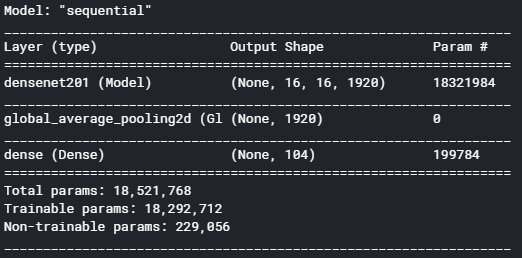 Model: "sequential"
_________________________________________________________________
Layer (type)                 Output Shape              Param #
=================================================================
densenet201 (Model)          (None, 16, 16, 1920)      18321984
_________________________________________________________________
global_average_pooling2d (Gl (None, 1920)              0
_________________________________________________________________
dense (Dense)                (None, 104)               199784
=================================================================
Total params: 18,521,768
Trainable params: 18,292,712
Non-trainable params: 229,056
_________________________________________________________________